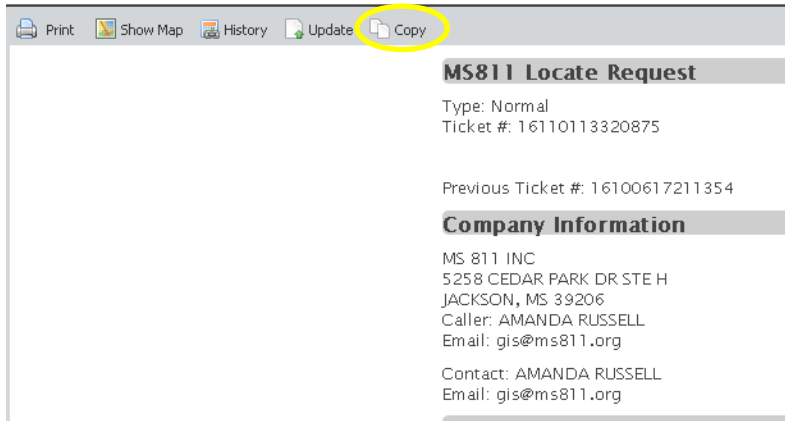 Print Show Map History Update Copy
MS811 Locate Request
Type: Normal
Ticket #: 16110113320875
Previous Ticket #: 16100617211354
Company Information
MS 811 INC
5258 CEDAR PARK DR STE H
JACKSON, MS 39206
Caller: AMANDA RUSSELL
Email: gis@ms811.org
Contact: AMANDA RUSSELL
Email: gis@ms811.org